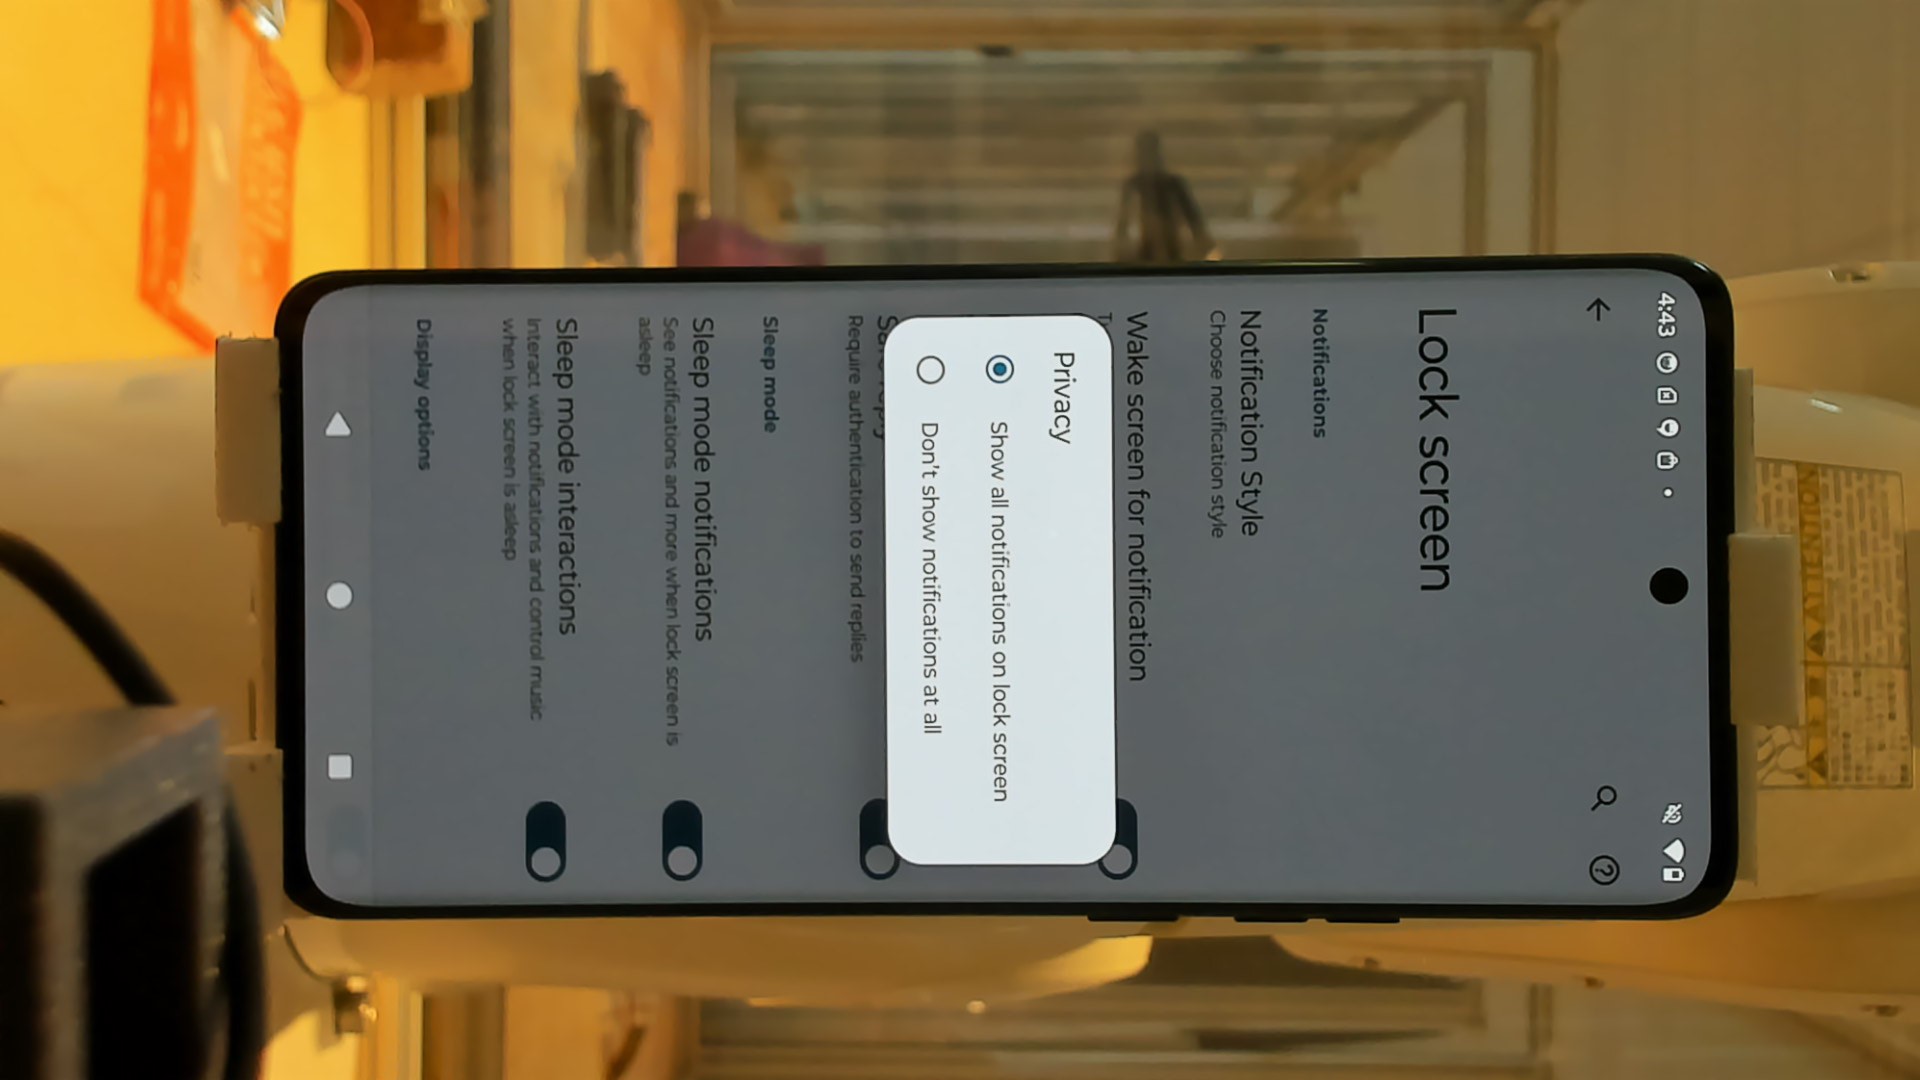 4:43
Lock screen
Notifications
Notification Style
Choose notification style
Wake screen for notification
Privacy
Show all notifications on lock screen
Don't show notifications at all
Require authentication to send replies
Sleep mode
Sleep mode notifications
See notifications and more when lock screen is
asleep
Sleep mode interactions
Interact with notifications and control music
when lock screen is asleep
Display options
ATTENTION